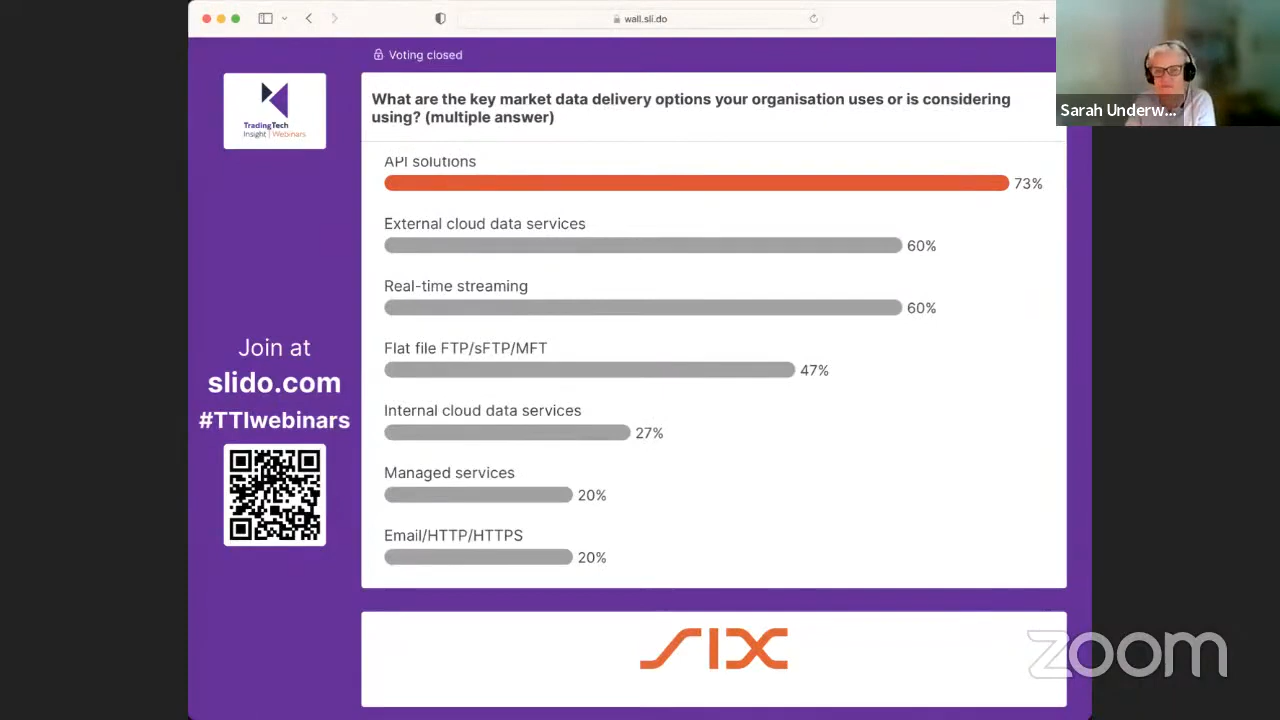 wall.sli.do
Voting closed
TradingTech
Insight | Webinars
What are the key market data delivery options your organisation uses or is considering
using? (multiple answer)
API solutions
73%
External cloud data services
60%
Real-time streaming
60%
Flat file FTP/sFTP/MFT
47%
Internal cloud data services
27%
Managed services
20%
Email/HTTP/HTTPS
20%
Join at
slido.com
#TTIwebinars
Sarah Underw...
SIX
zoom